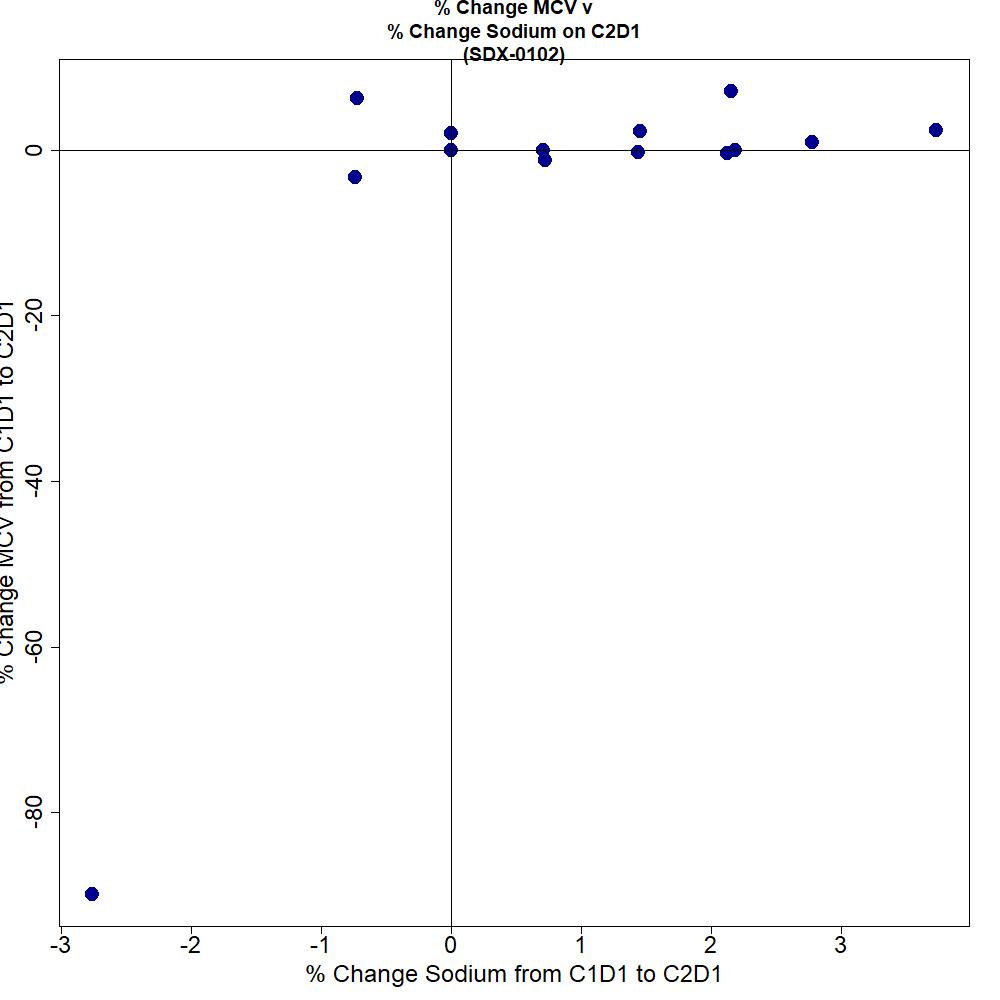 % Change MCV v
% Change Sodium on C2D1
(SDX-0102)
% Change MCV from C1D1 to C2D1
0
-20
-40
-60
-80
-3 -2 -1 0 1 2 3
% Change Sodium from C1D1 to C2D1